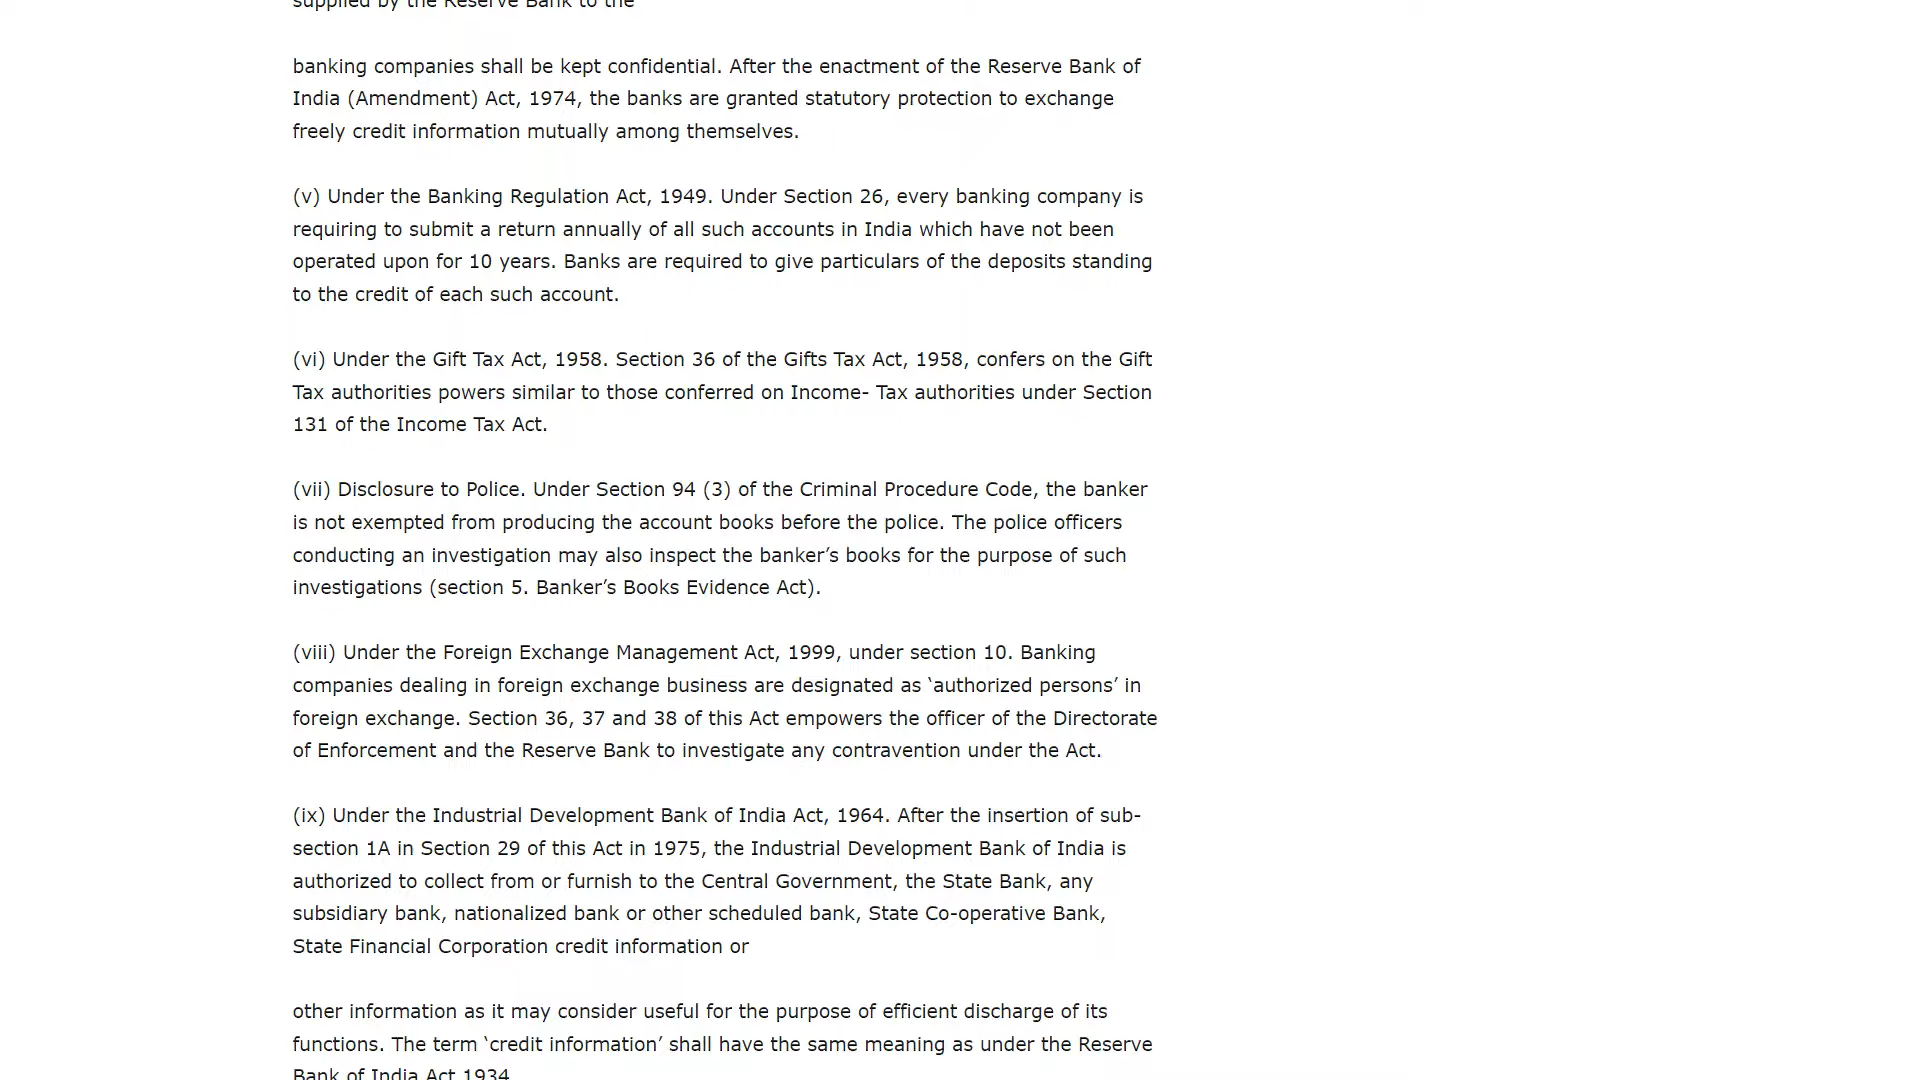 supplied by the Reserve Bank to the
banking companies shall be kept confidential. After the enactment of the Reserve Bank of
India (Amendment) Act, 1974, the banks are granted statutory protection to exchange
freely credit information mutually among themselves.
(v) Under the Banking Regulation Act, 1949. Under Section 26, every banking company is
requiring to submit a return annually of all such accounts in India which have not been
operated upon for 10 years. Banks are required to give particulars of the deposits standing
to the credit of each such account.
(vi) Under the Gift Tax Act, 1958. Section 36 of the Gifts Tax Act, 1958, confers on the Gift
Tax authorities powers similar to those conferred on Income- Tax authorities under Section
131 of the Income Tax Act.
(vii) Disclosure to Police. Under Section 94 (3) of the Criminal Procedure Code, the banker
is not exempted from producing the account books before the police. The police officers
conducting an investigation may also inspect the banker’s books for the purpose of such
investigations (section 5. Banker’s Books Evidence Act).
(viii) Under the Foreign Exchange Management Act, 1999, under section 10. Banking
companies dealing in foreign exchange business are designated as ‘authorized persons’ in
foreign exchange. Section 36, 37 and 38 of this Act empowers the officer of the Directorate
of Enforcement and the Reserve Bank to investigate any contravention under the Act.
(ix) Under the Industrial Development Bank of India Act, 1964. After the insertion of sub-
section 1A in Section 29 of this Act in 1975, the Industrial Development Bank of India is
authorized to collect from or furnish to the Central Government, the State Bank, any
subsidiary bank, nationalized bank or other scheduled bank, State Co-operative Bank,
State Financial Corporation credit information or
other information as it may consider useful for the purpose of efficient discharge of its
functions. The term ‘credit information’ shall have the same meaning as under the Reserve
Bank of India Act 1934